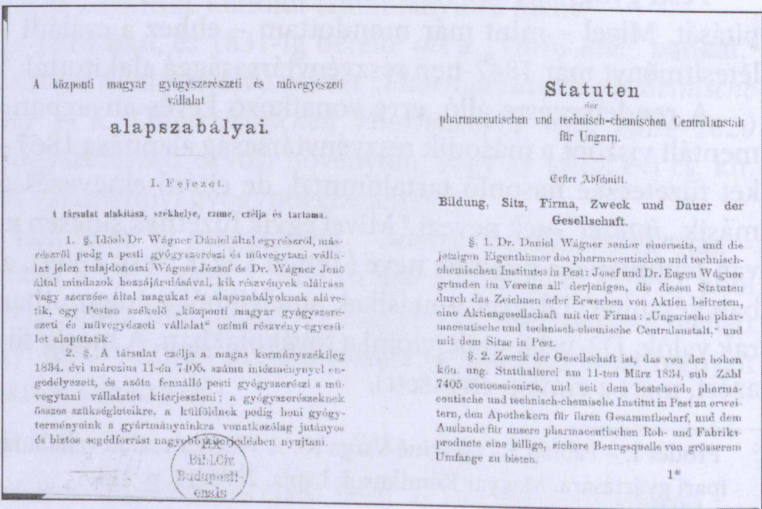 A központi magyar gyógyszerészeti és művegyészeti
vállalat
alapszabályai.
I. Fejezet.
A társulat alakítása, székhelye, czíme, czélja és tartama.
1. §. Idősb Dr. Wágner Dániel által egyrészről, más-
részről pedig a pesti gyógyszerészi és művegytani válla-
lat jelen tulajdonosai Wágner József és Dr. Wágner Jenő
által mindazok hozzájárulásával, kik részvények aláírása
vagy szerzése által magukat ez alapszabályoknak aláve-
tik, egy Pesten székelő „központi magyar gyógyszeré-
szeti és művegyészeti vállalat“ czímű részvény-egyesü-
let alapíttatik.
2. §. A társulat czélja a magas kormányszékileg
1834. évi márczius 11-én 7405. számu intézménynyel en-
gedélyezett, és azóta fennálló pesti gyógyszerészi s mű-
vegytani vállalatot kiterjeszteni; a gyógyszerészeknek
összes szükségleteikre, a külföldnek pedig honi gyógy-
terményeink s gyártmányainkra vonatkozólag jutányos
és biztos segédforrást nagyobb kiterjedésben nyujtani.
Bibl. Civ.
Budapesti-
ensis
Statuten
der
pharmaceutischen und technisch-chemischen Centralanstalt
für Ungarn.
Erster Abschnitt.
Bildung, Sitz, Firma, Zweck und Dauer der
Gesellschaft.
§. 1. Dr. Daniel Wágner senior einerseits, und die
jetzigen Eigenthümer des pharmaceutischen und technisch-
chemischen Institutes in Pest: Josef und Dr. Eugen Wágner
gründen im Vereine all' derjenigen, die diesen Statuten
durch das Zeichnen oder Erwerben von Aktien beitreten,
eine Aktiengesellschaft mit der Firma: „Ungarische phar-
maceutische und technisch-chemische Centralanstalt,“ und
mit dem Sitze in Pest.
§. 2. Zweck der Gesellschaft ist, das von der hohen
kön. ung. Statthalterei am 11-ten März 1834, sub Zahl
7405 concessionirte, und seit dem bestehende pharma-
ceutische und technisch-chemische Institut in Pest zu erwei-
tern, den Apothekern für ihren Gesammtbedarf, und dem
Auslande für unsere pharmaceutischen Roh- und Fabriks-
producte eine billige, sichere Bezugsquelle von grösserem
Umfange zu bieten.
1*